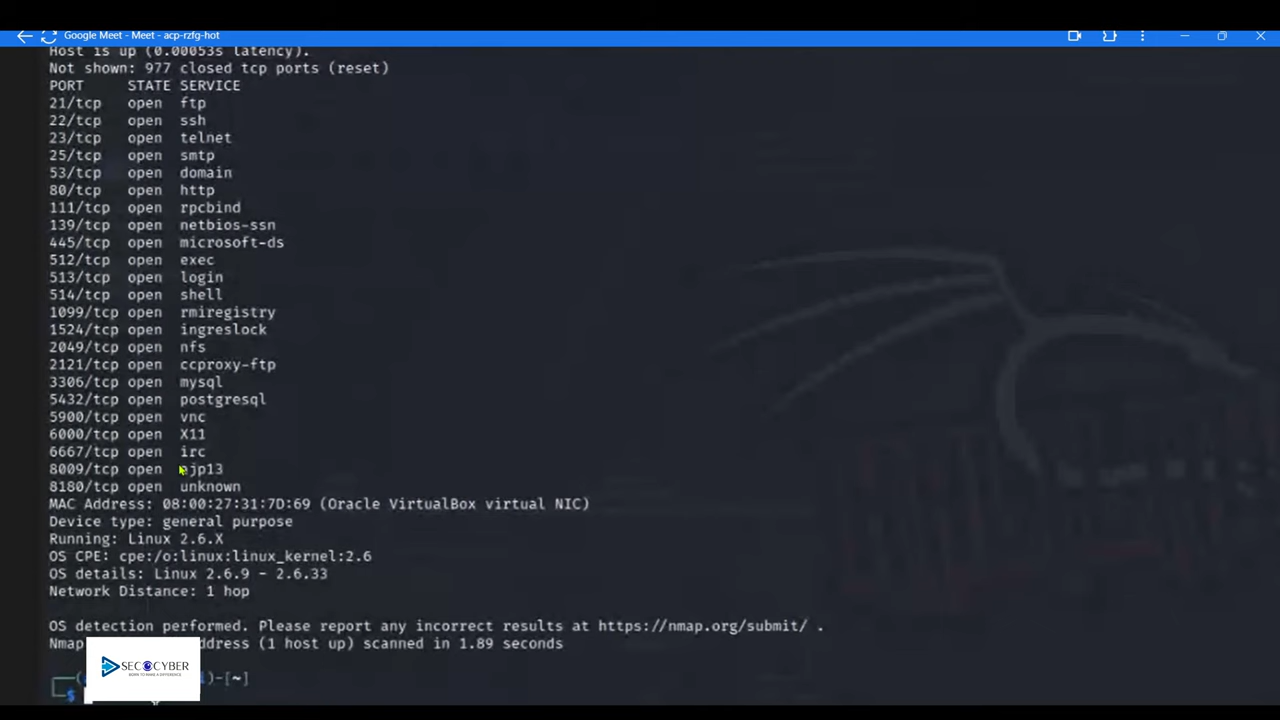 Google Meet - Meet - acp-rzfg-hot
Host is up (0.00053s latency).
Not shown: 977 closed tcp ports (reset)
PORT STATE SERVICE
21/tcp open ftp
22/tcp open ssh
23/tcp open telnet
25/tcp open smtp
53/tcp open domain
80/tcp open http
111/tcp open rpcbind
139/tcp open netbios-ssn
445/tcp open microsoft-ds
512/tcp open exec
513/tcp open login
514/tcp open shell
1099/tcp open rmiregistry
1524/tcp open ingreslock
2049/tcp open nfs
2121/tcp open ccproxy-ftp
3306/tcp open mysql
5432/tcp open postgresql
5900/tcp open vnc
6000/tcp open X11
6667/tcp open irc
8009/tcp open ajp13
8180/tcp open unknown
MAC Address: 08:00:27:31:7D:69 (Oracle VirtualBox virtual NIC)
Device type: general purpose
Running: Linux 2.6.X
OS CPE: cpe:/o:linux:linux_kernel:2.6
OS details: Linux 2.6.9 - 2.6.33
Network Distance: 1 hop
OS detection performed. Please report any incorrect results at https://nmap.org/submit/ .
Nmap ddress (1 host up) scanned in 1.89 seconds
SECOCYBER
BORN TO MAKE A DIFFERENCE
)-[~]
$